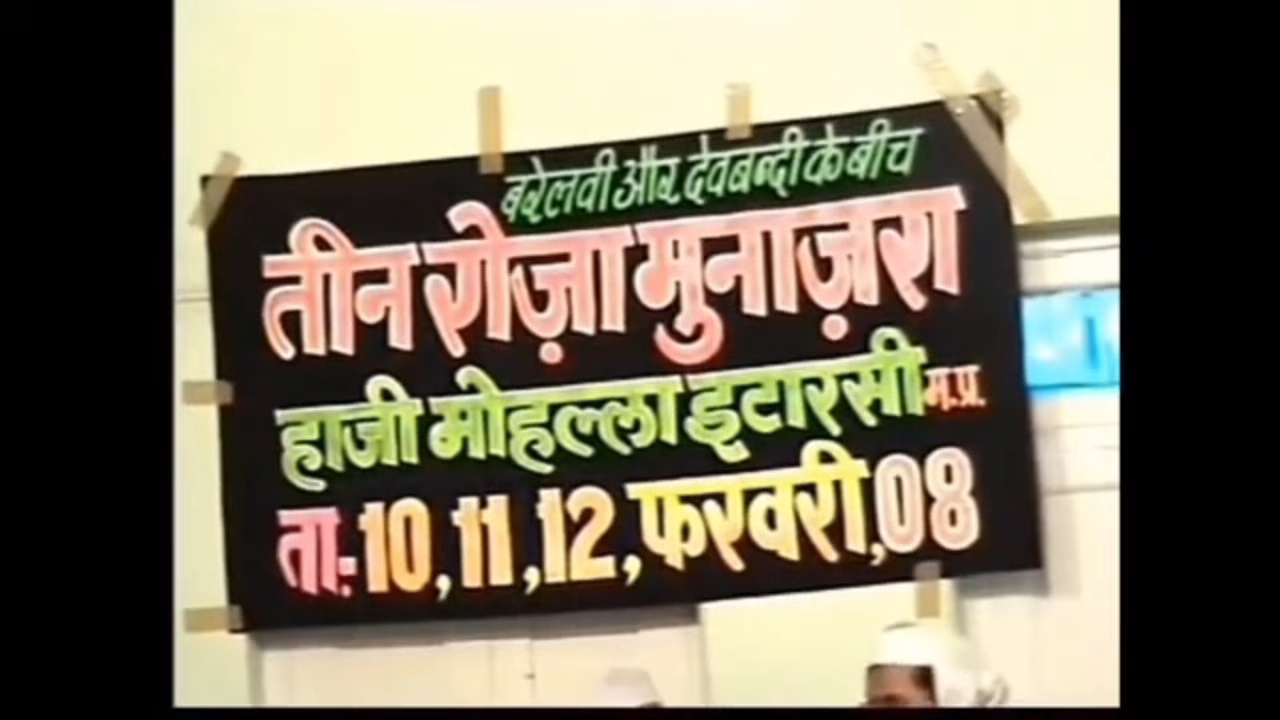 बरेलवी और देवबन्दी के बीच
तीन रोज़ा मुनाज़रा
हाजी मोहल्ला इटारसी म.प्र.
ता:- 10, 11, 12, फरवरी, 08